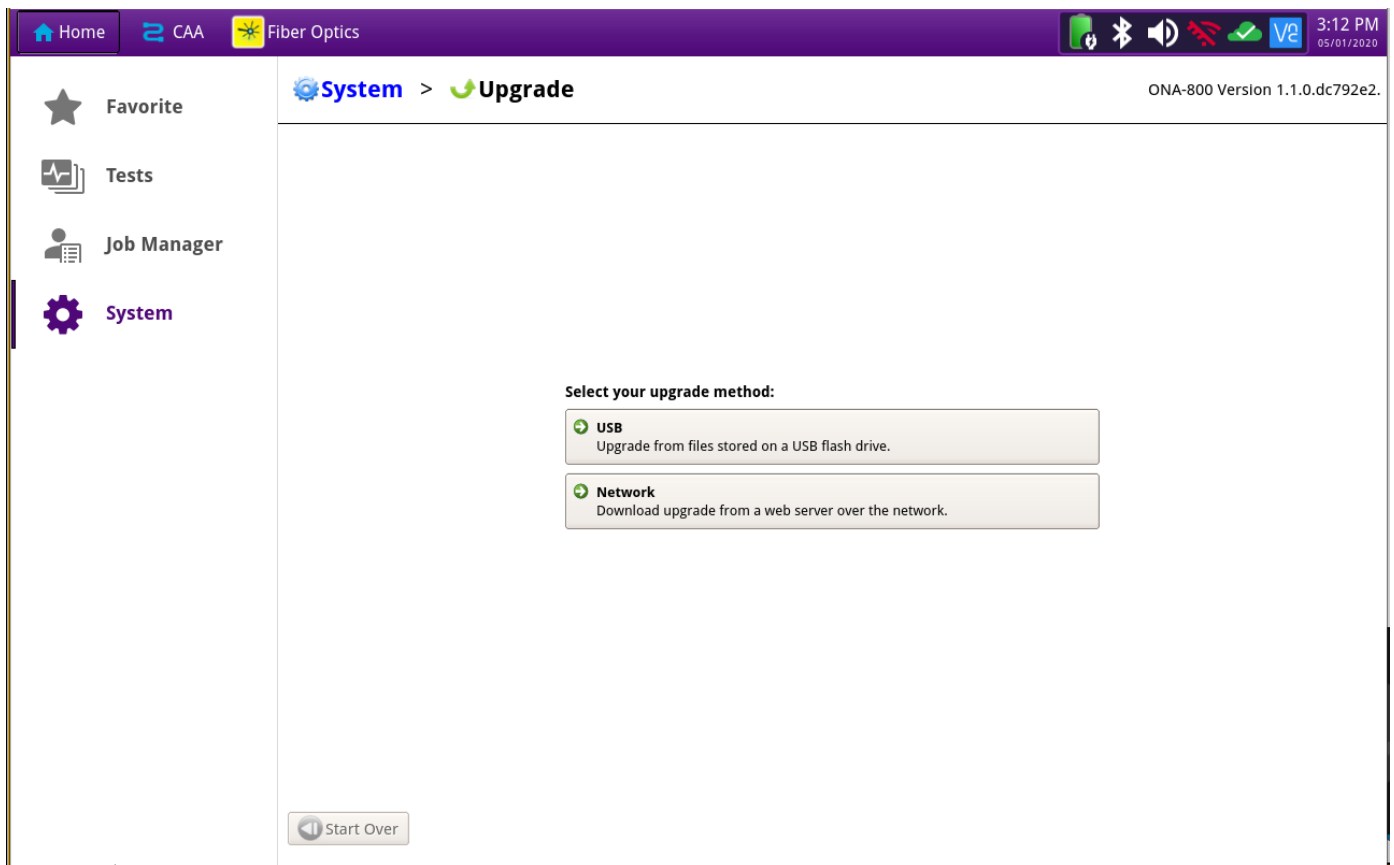 Home CAA Fiber Optics 3:12 PM
05/01/2020
System > Upgrade ONA-800 Version 1.1.0.dc792e2.
Favorite
Tests
Job Manager
System
Select your upgrade method:
USB
Upgrade from files stored on a USB flash drive.
Network
Download upgrade from a web server over the network.
Start Over